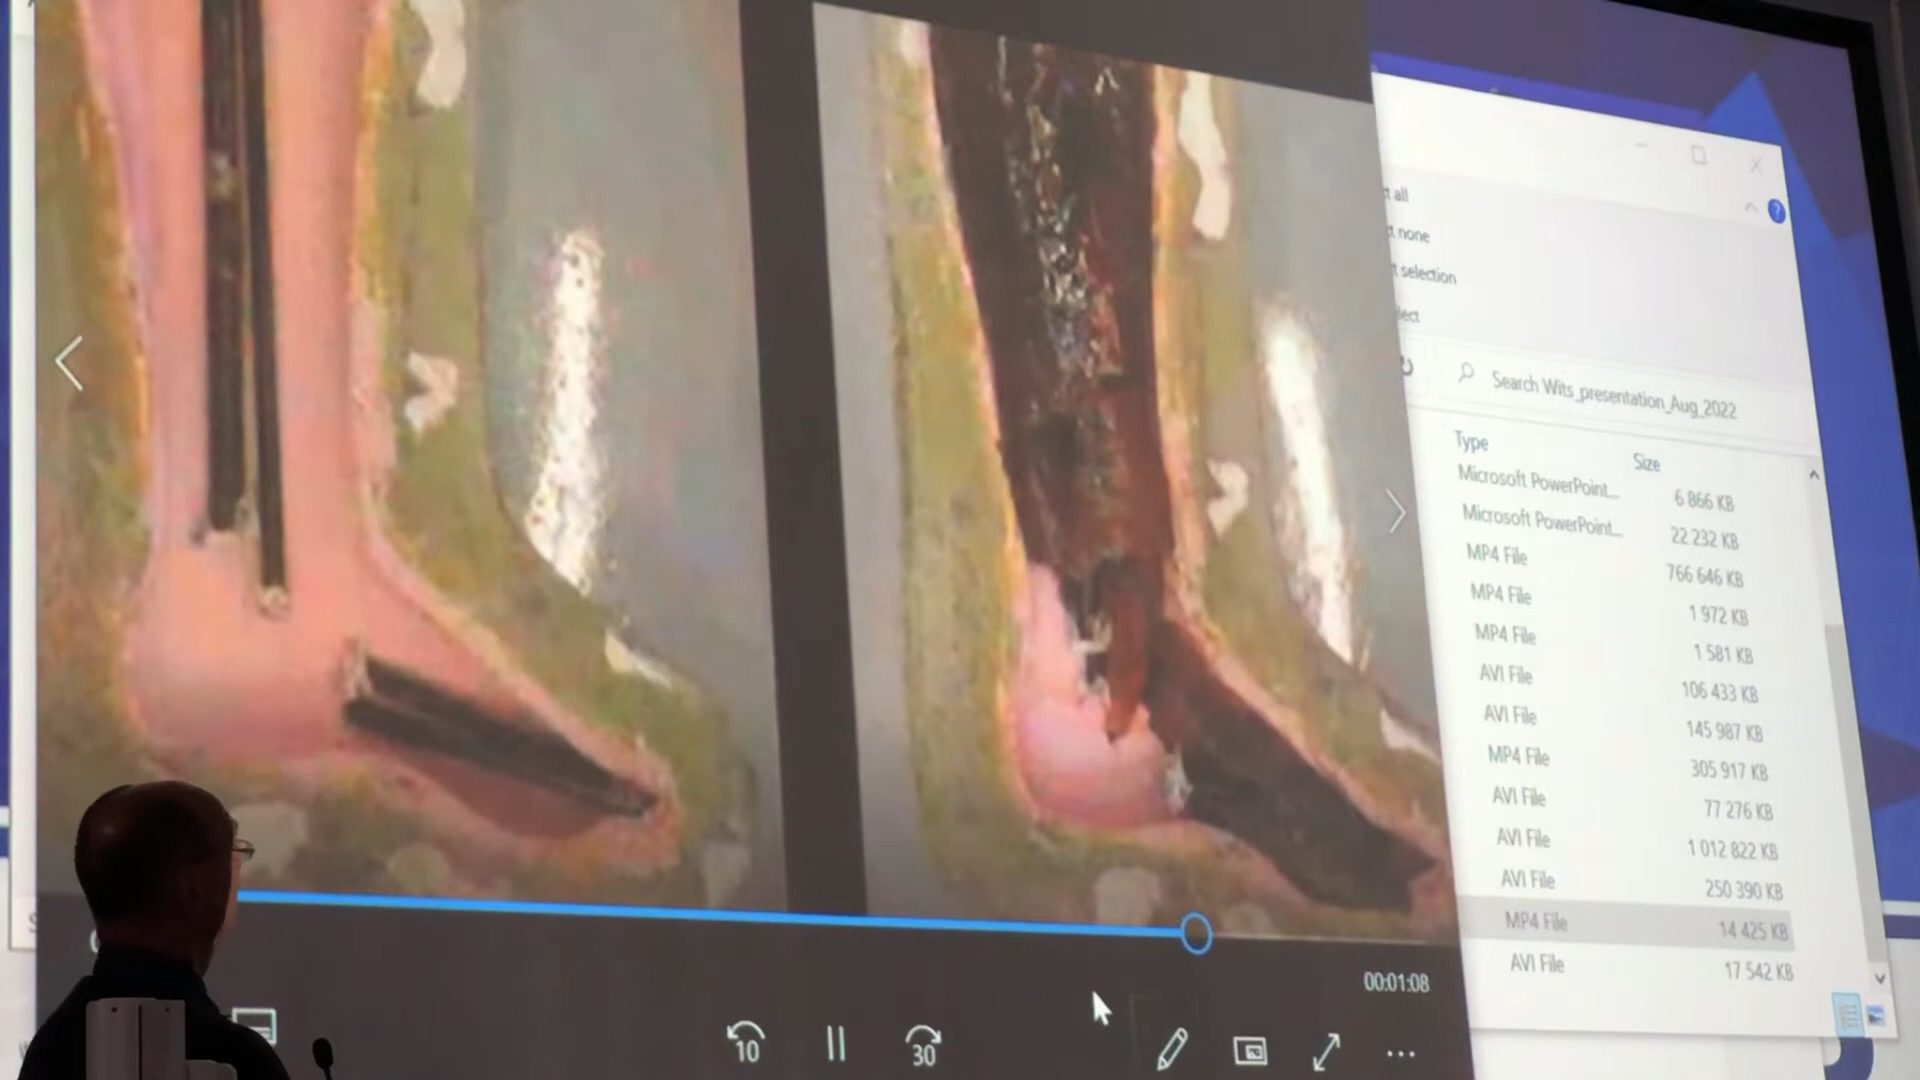 t all
t none
t selection
lect
Search Wits_presentation_Aug_2022
Type Size
Microsoft PowerPoint... 6 866 KB
Microsoft PowerPoint... 22 232 KB
MP4 File 766 646 KB
MP4 File 1 972 KB
MP4 File 1 581 KB
AVI File 106 433 KB
AVI File 145 987 KB
MP4 File 305 917 KB
AVI File 77 276 KB
AVI File 1 012 822 KB
AVI File 250 390 KB
MP4 File 14 425 KB
AVI File 17 542 KB
00:01:08
10
30